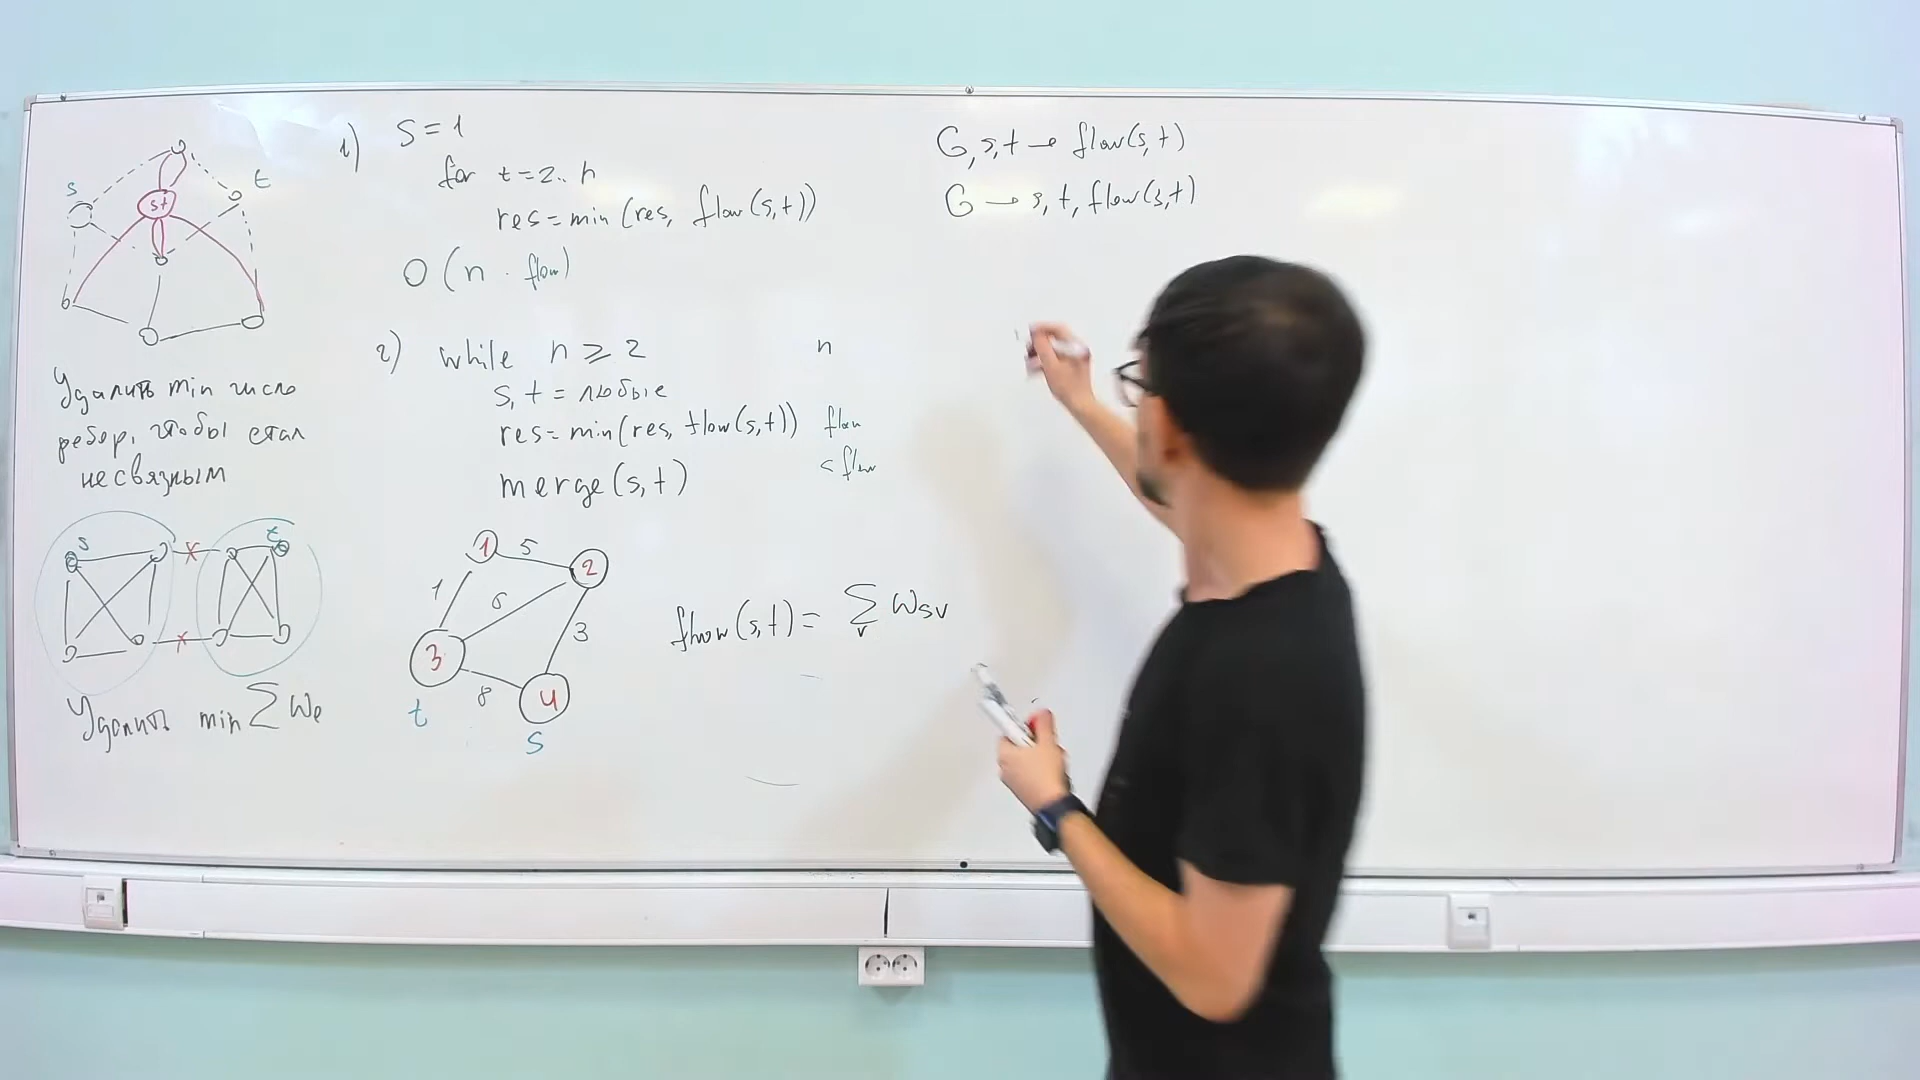 s
t
st
Удалить min число
ребер, чтобы стал
несвязным
s
t
Удалить min ∑ we
1) S = 1
for t = 2.. n
res = min (res, flow(s,t))
O (n · flow)
2) while n ⩾ 2
n
s, t = любые
res = min(res, flow(s,t))
flow
merge(s,t)
< flow
1
5
2
1
6
3
3
8
4
t
s
flow(s,t) = ∑ wsv
v
G, s, t → flow(s,t)
G → s, t, flow(s,t)